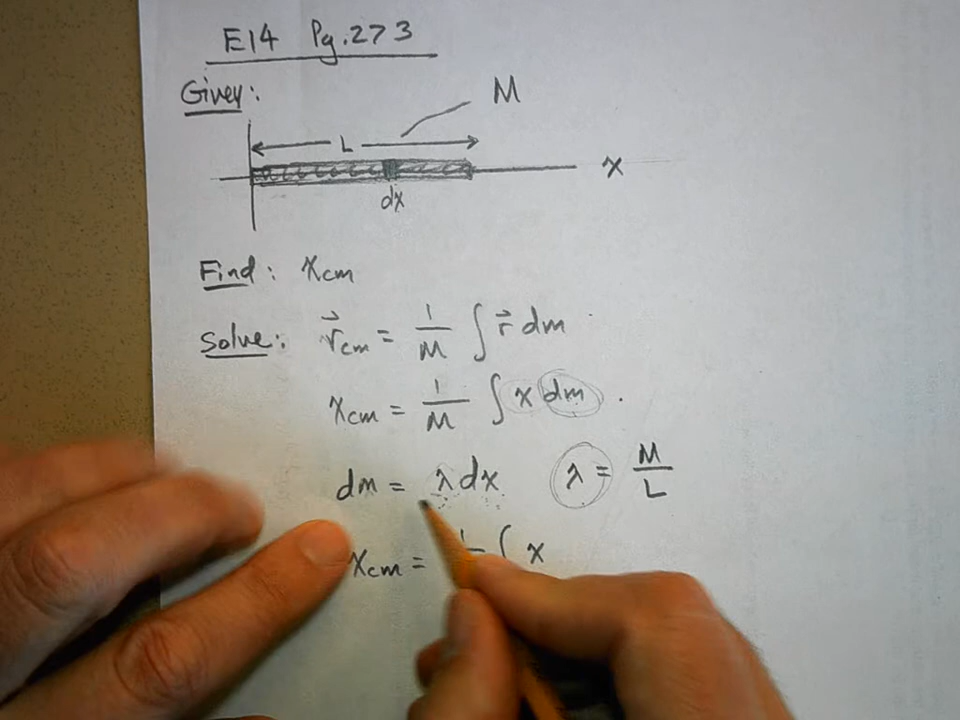 E14 Pg.273
Given:
M
L
x
dx
Find: xcm
Solve: r⃗cm = 1/M ∫ r⃗ dm
xcm = 1/M ∫ x dm
dm = λ dx λ = M/L
xcm = ∫ x